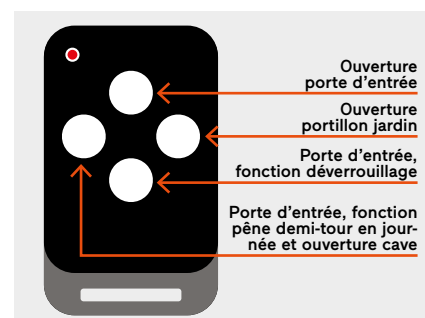 Ouverture
porte d'entrée
Ouverture
portillon jardin
Porte d'entrée,
fonction déverrouillage
Porte d'entrée, fonction
pêne demi-tour en jour-
née et ouverture cave